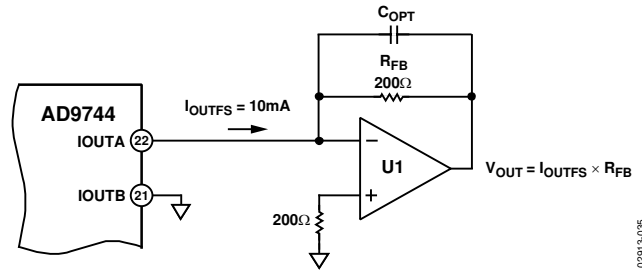 COPT
RFB
200Ω
IOUTFS = 10mA
AD9744
IOUTA
22
IOUTB
21
U1
−
+
200Ω
VOUT = IOUTFS × RFB
02913-035